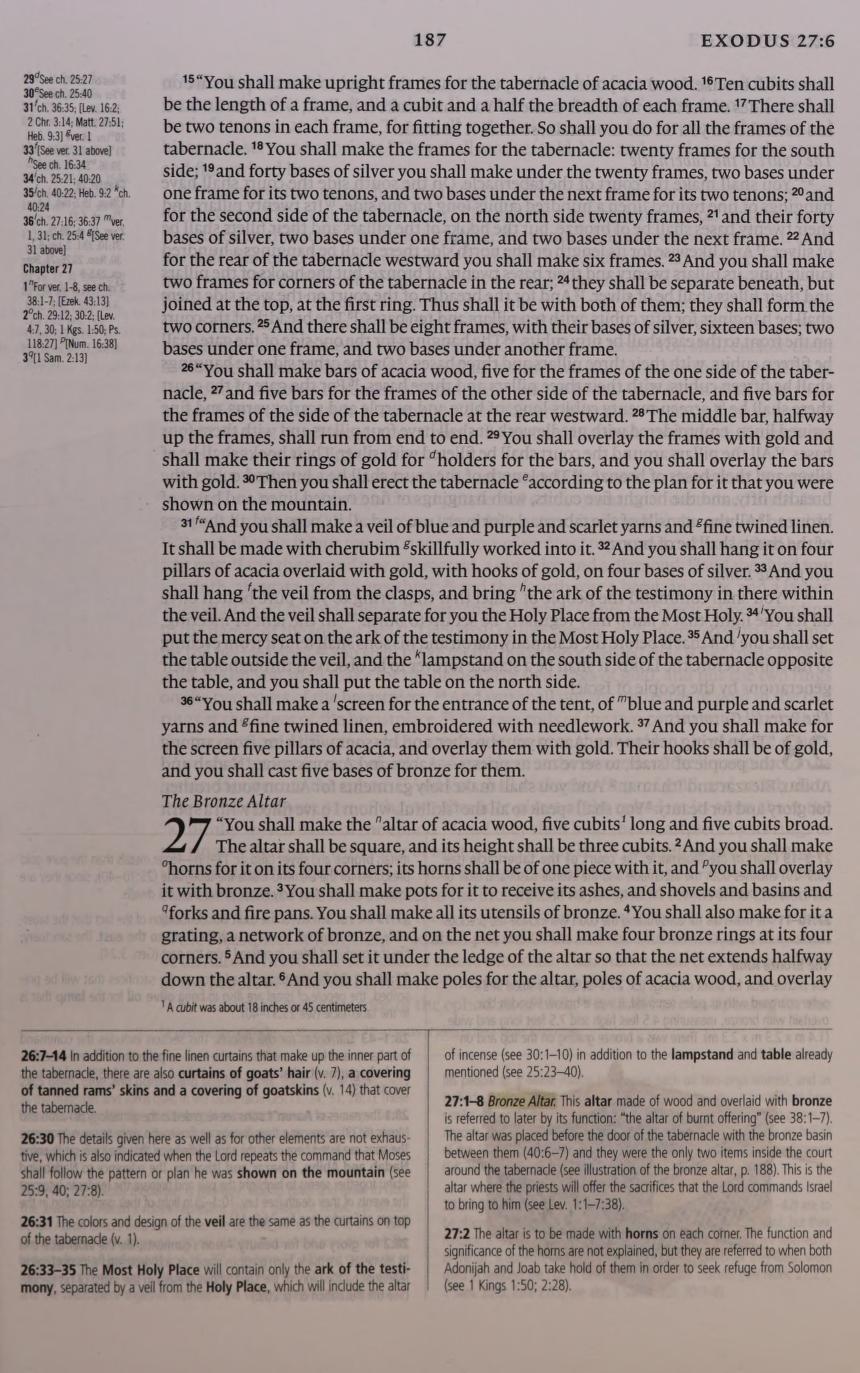 187
EXODUS 27:6
29 d See ch. 25:27
30 e See ch. 25:40
31 f ch. 36:35; [Lev. 16:2;
2 Chr. 3:14; Matt. 27:51;
Heb. 9:3] g ver. 1
33 f [See ver. 31 above]
h See ch. 16:34
34 i ch. 25:21; 40:20
35 j ch. 40:22; Heb. 9:2 k ch.
40:24
36 l ch. 27:16; 36:37 m ver.
1, 31; ch. 25:4 g [See ver.
31 above]
Chapter 27
1 n For ver. 1-8, see ch.
38:1-7; [Ezek. 43:13]
2 o ch. 29:12; 30:2; [Lev.
4:7, 30; 1 Kgs. 1:50; Ps.
118:27] p [Num. 16:38]
3 q [1 Sam. 2:13]
15 “You shall make upright frames for the tabernacle of acacia wood. 16 Ten cubits shall
be the length of a frame, and a cubit and a half the breadth of each frame. 17 There shall
be two tenons in each frame, for fitting together. So shall you do for all the frames of the
tabernacle. 18 You shall make the frames for the tabernacle: twenty frames for the south
side; 19 and forty bases of silver you shall make under the twenty frames, two bases under
one frame for its two tenons, and two bases under the next frame for its two tenons; 20 and
for the second side of the tabernacle, on the north side twenty frames, 21 and their forty
bases of silver, two bases under one frame, and two bases under the next frame. 22 And
for the rear of the tabernacle westward you shall make six frames. 23 And you shall make
two frames for corners of the tabernacle in the rear; 24 they shall be separate beneath, but
joined at the top, at the first ring. Thus shall it be with both of them; they shall form the
two corners. 25 And there shall be eight frames, with their bases of silver, sixteen bases; two
bases under one frame, and two bases under another frame.
26 “You shall make bars of acacia wood, five for the frames of the one side of the taber-
nacle, 27 and five bars for the frames of the other side of the tabernacle, and five bars for
the frames of the side of the tabernacle at the rear westward. 28 The middle bar, halfway
up the frames, shall run from end to end. 29 You shall overlay the frames with gold and
shall make their rings of gold for d holders for the bars, and you shall overlay the bars
with gold. 30 Then you shall erect the tabernacle e according to the plan for it that you were
shown on the mountain.
31 f “And you shall make a veil of blue and purple and scarlet yarns and g fine twined linen.
It shall be made with cherubim g skillfully worked into it. 32 And you shall hang it on four
pillars of acacia overlaid with gold, with hooks of gold, on four bases of silver. 33 And you
shall hang f the veil from the clasps, and bring h the ark of the testimony in there within
the veil. And the veil shall separate for you the Holy Place from the Most Holy. 34 i You shall
put the mercy seat on the ark of the testimony in the Most Holy Place. 35 And j you shall set
the table outside the veil, and the k lampstand on the south side of the tabernacle opposite
the table, and you shall put the table on the north side.
36 “You shall make a l screen for the entrance of the tent, of m blue and purple and scarlet
yarns and g fine twined linen, embroidered with needlework. 37 And you shall make for
the screen five pillars of acacia, and overlay them with gold. Their hooks shall be of gold,
and you shall cast five bases of bronze for them.
The Bronze Altar
27 “You shall make the n altar of acacia wood, five cubits 1 long and five cubits broad.
The altar shall be square, and its height shall be three cubits. 2 And you shall make
o horns for it on its four corners; its horns shall be of one piece with it, and p you shall overlay
it with bronze. 3 You shall make pots for it to receive its ashes, and shovels and basins and
q forks and fire pans. You shall make all its utensils of bronze. 4 You shall also make for it a
grating, a network of bronze, and on the net you shall make four bronze rings at its four
corners. 5 And you shall set it under the ledge of the altar so that the net extends halfway
down the altar. 6 And you shall make poles for the altar, poles of acacia wood, and overlay
1 A cubit was about 18 inches or 45 centimeters
26:7–14 In addition to the fine linen curtains that make up the inner part of
the tabernacle, there are also curtains of goats’ hair (v. 7), a covering
of tanned rams’ skins and a covering of goatskins (v. 14) that cover
the tabernacle.
26:30 The details given here as well as for other elements are not exhaus-
tive, which is also indicated when the Lord repeats the command that Moses
shall follow the pattern or plan he was shown on the mountain (see
25:9, 40; 27:8).
26:31 The colors and design of the veil are the same as the curtains on top
of the tabernacle (v. 1).
26:33–35 The Most Holy Place will contain only the ark of the testi-
mony, separated by a veil from the Holy Place, which will include the altar
of incense (see 30:1–10) in addition to the lampstand and table already
mentioned (see 25:23–40).
27:1–8 Bronze Altar. This altar made of wood and overlaid with bronze
is referred to later by its function: “the altar of burnt offering” (see 38:1–7).
The altar was placed before the door of the tabernacle with the bronze basin
between them (40:6–7) and they were the only two items inside the court
around the tabernacle (see illustration of the bronze altar, p. 188). This is the
altar where the priests will offer the sacrifices that the Lord commands Israel
to bring to him (see Lev. 1:1–7:38).
27:2 The altar is to be made with horns on each corner. The function and
significance of the horns are not explained, but they are referred to when both
Adonijah and Joab take hold of them in order to seek refuge from Solomon
(see 1 Kings 1:50; 2:28).